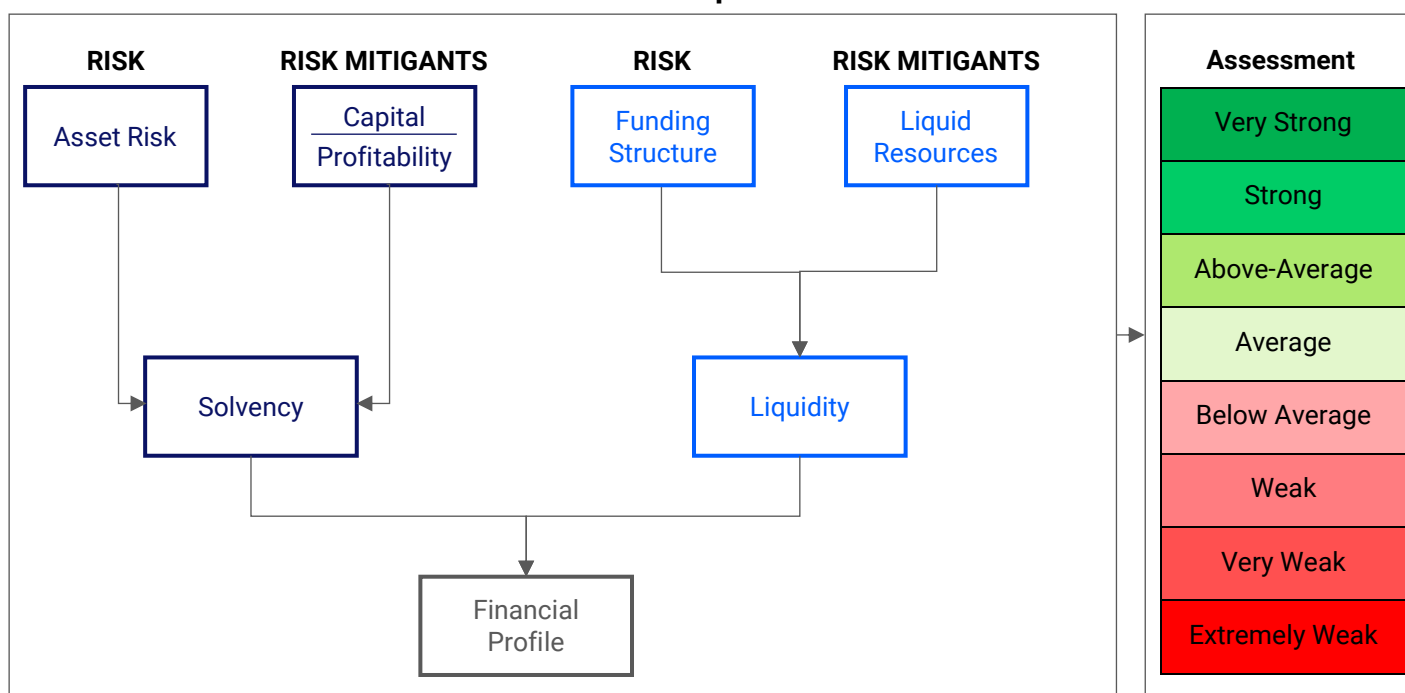 RISK
RISK MITIGANTS
RISK
RISK MITIGANTS
Asset Risk
Capital
Profitability
Funding
Structure
Liquid
Resources
Solvency
Liquidity
Financial
Profile
Assessment
Very Strong
Strong
Above-Average
Average
Below Average
Weak
Very Weak
Extremely Weak